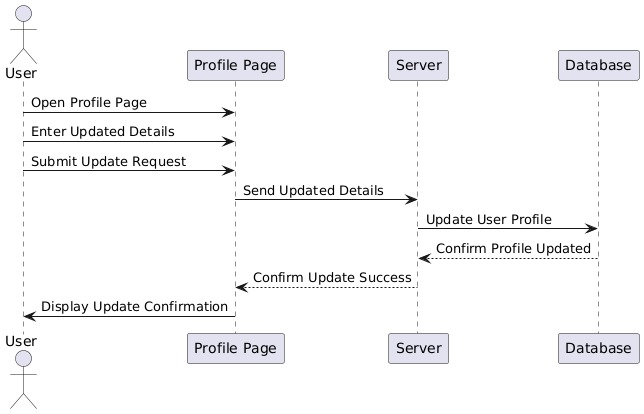 User
Profile Page
Server
Database
Open Profile Page
Enter Updated Details
Submit Update Request
Send Updated Details
Update User Profile
Confirm Profile Updated
Confirm Update Success
Display Update Confirmation
User
Profile Page
Server
Database